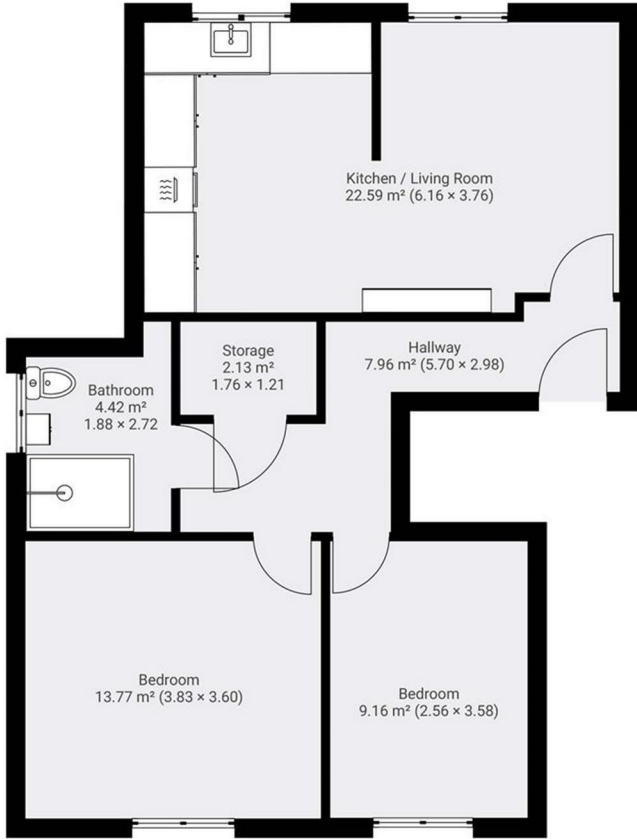 Kitchen / Living Room
22.59 m² (6.16 × 3.76)
Storage
2.13 m²
1.76 × 1.21
Hallway
7.96 m² (5.70 × 2.98)
Bathroom
4.42 m²
1.88 × 2.72
Bedroom
13.77 m² (3.83 × 3.60)
Bedroom
9.16 m² (2.56 × 3.58)